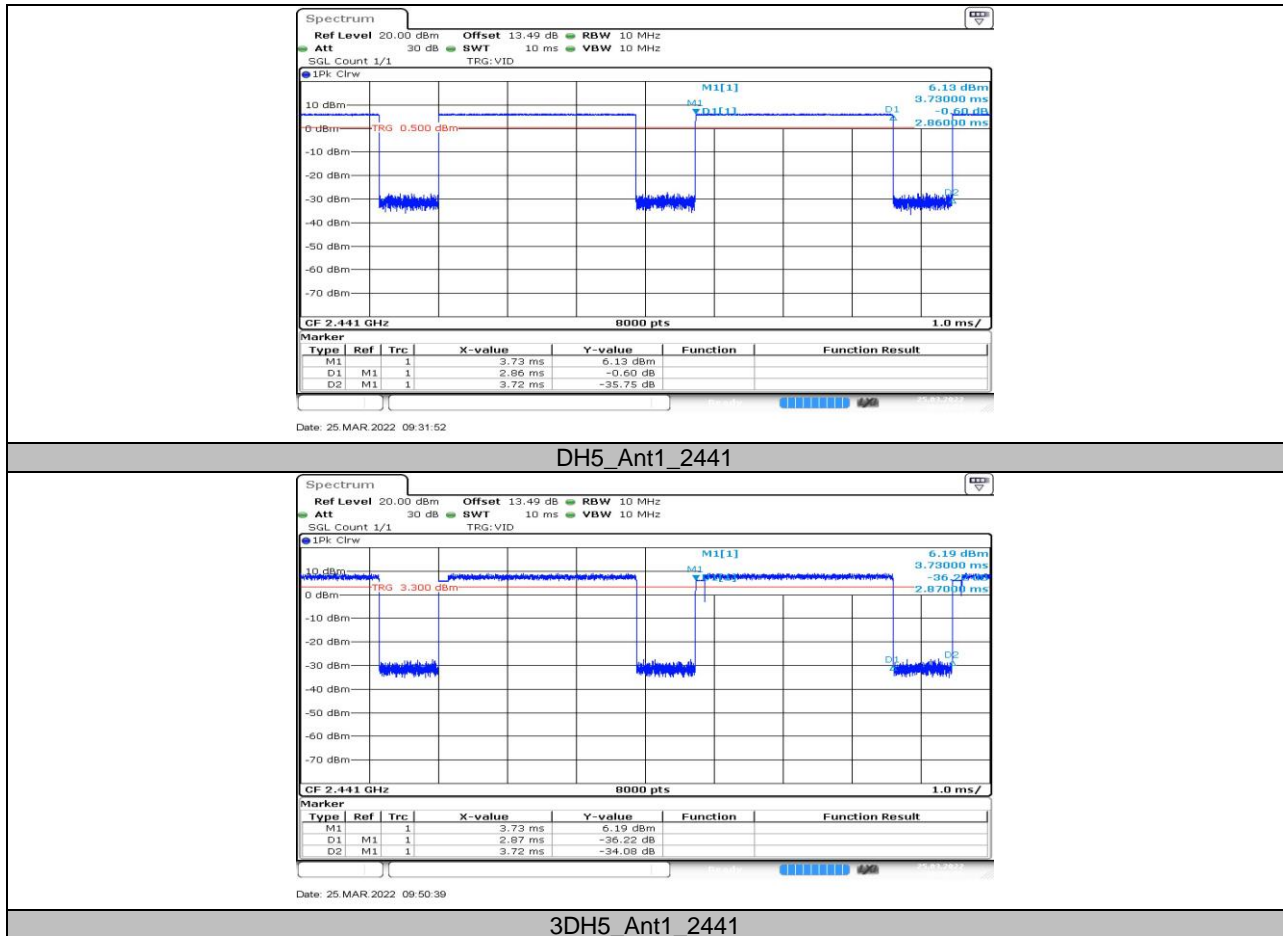 Spectrum
Ref Level 20.00 dBm Offset 13.49 dB RBW 10 MHz
Att 30 dB SWT 10 ms VBW 10 MHz
SGL Count 1/1 TRG:VID
1Pk Clrw
M1[1] 6.13 dBm
3.73000 ms
10 dBm M1 D1[1] D1 -0.60 dB
2.86000 ms
0 dBm TRG 0.500 dBm
-10 dBm
-20 dBm
-30 dBm D2
-40 dBm
-50 dBm
-60 dBm
-70 dBm
CF 2.441 GHz 8000 pts 1.0 ms/
Marker
Type Ref Trc X-value Y-value Function Function Result
M1 1 3.73 ms 6.13 dBm
D1 M1 1 2.86 ms -0.60 dB
D2 M1 1 3.72 ms -35.75 dB
Date: 25.MAR.2022 09:31:52
DH5_Ant1_2441
Spectrum
Ref Level 20.00 dBm Offset 13.49 dB RBW 10 MHz
Att 30 dB SWT 10 ms VBW 10 MHz
SGL Count 1/1 TRG:VID
1Pk Clrw
M1[1] 6.19 dBm
3.73000 ms
10 dBm M1
TRG 3.300 dBm 2.87000 ms
0 dBm
-10 dBm
-20 dBm
-30 dBm D1 D2
-40 dBm
-50 dBm
-60 dBm
-70 dBm
CF 2.441 GHz 8000 pts 1.0 ms/
Marker
Type Ref Trc X-value Y-value Function Function Result
M1 1 3.73 ms 6.19 dBm
D1 M1 1 2.87 ms -36.22 dB
D2 M1 1 3.72 ms -34.08 dB
Date: 25.MAR.2022 09:50:39
3DH5_Ant1_2441